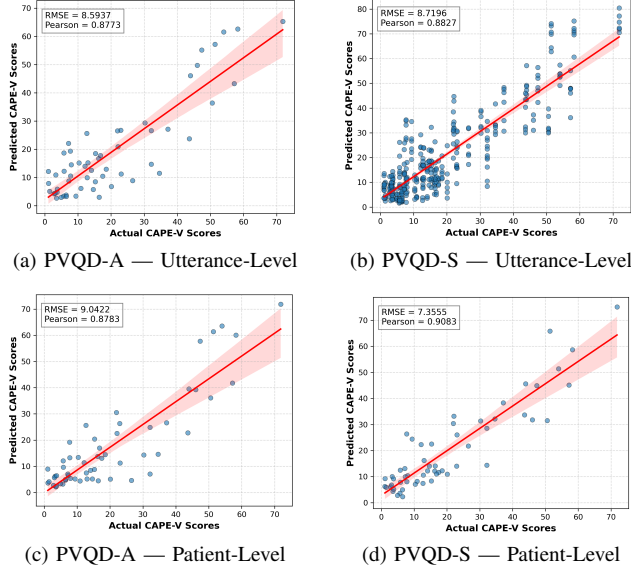 RMSE = 8.5937
Pearson = 0.8773
Predicted CAPE-V Scores
60
50
40
30
20
10
0
0 10 20 30 40 50 60 70
Actual CAPE-V Scores
(a) PVQD-A — Utterance-Level
RMSE = 8.7196
Pearson = 0.8827
Predicted CAPE-V Scores
80
70
60
50
40
30
20
10
0
0 10 20 30 40 50 60 70
Actual CAPE-V Scores
(b) PVQD-S — Utterance-Level
RMSE = 9.0422
Pearson = 0.8783
Predicted CAPE-V Scores
70
60
50
40
30
20
10
0
0 10 20 30 40 50 60 70
Actual CAPE-V Scores
(c) PVQD-A — Patient-Level
RMSE = 7.3555
Pearson = 0.9083
Predicted CAPE-V Scores
70
60
50
40
30
20
10
0
0 10 20 30 40 50 60 70
Actual CAPE-V Scores
(d) PVQD-S — Patient-Level